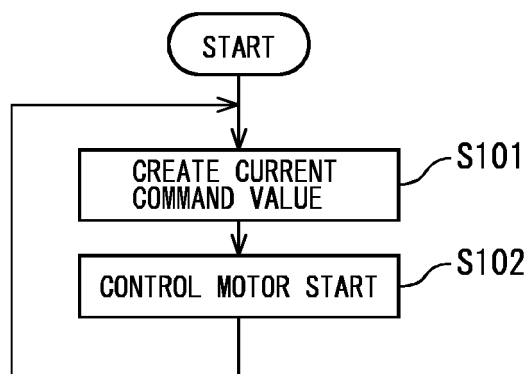 START
CREATE CURRENT
COMMAND VALUE
S101
CONTROL MOTOR START
S102